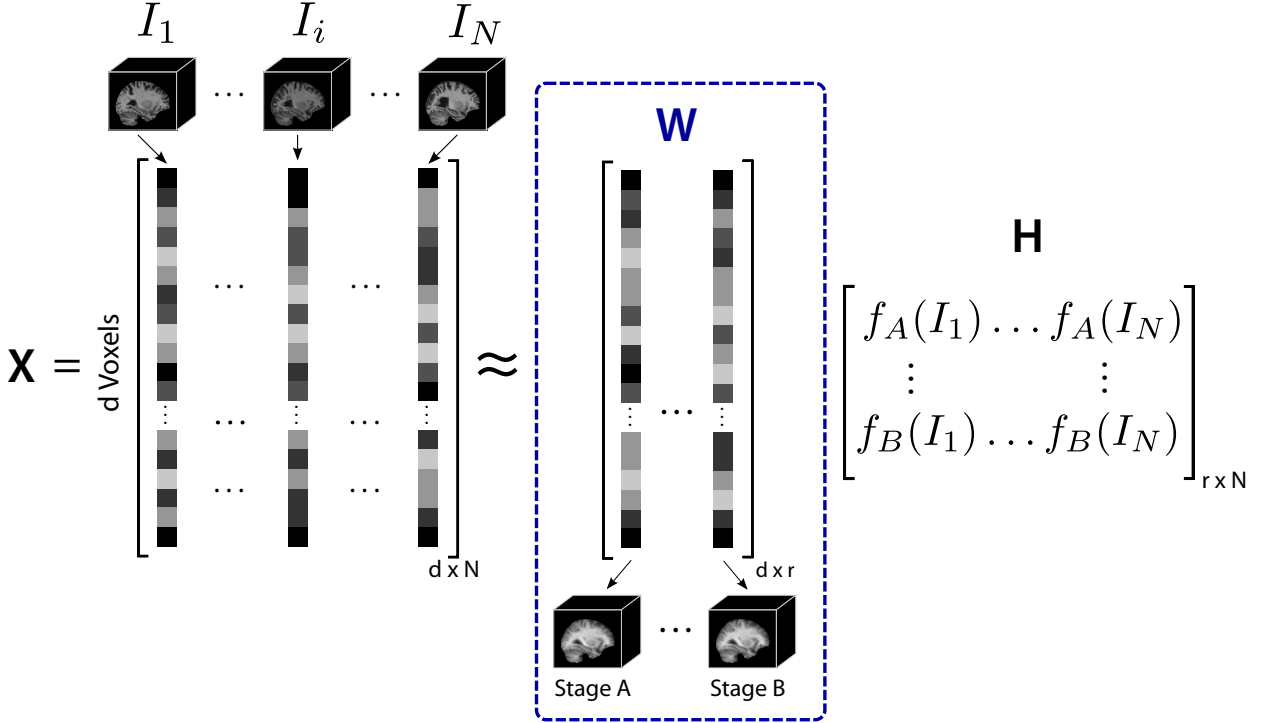 I_1 ... I_i ... I_N
W
H
X = d Voxels ... ... ≈
⋮ ... ⋮ ... ⋮
... ...
⋮ ... ⋮
f_A(I_1) ... f_A(I_N)
⋮ ⋮
f_B(I_1) ... f_B(I_N)
r x N
d x N
d x r
...
Stage A Stage B